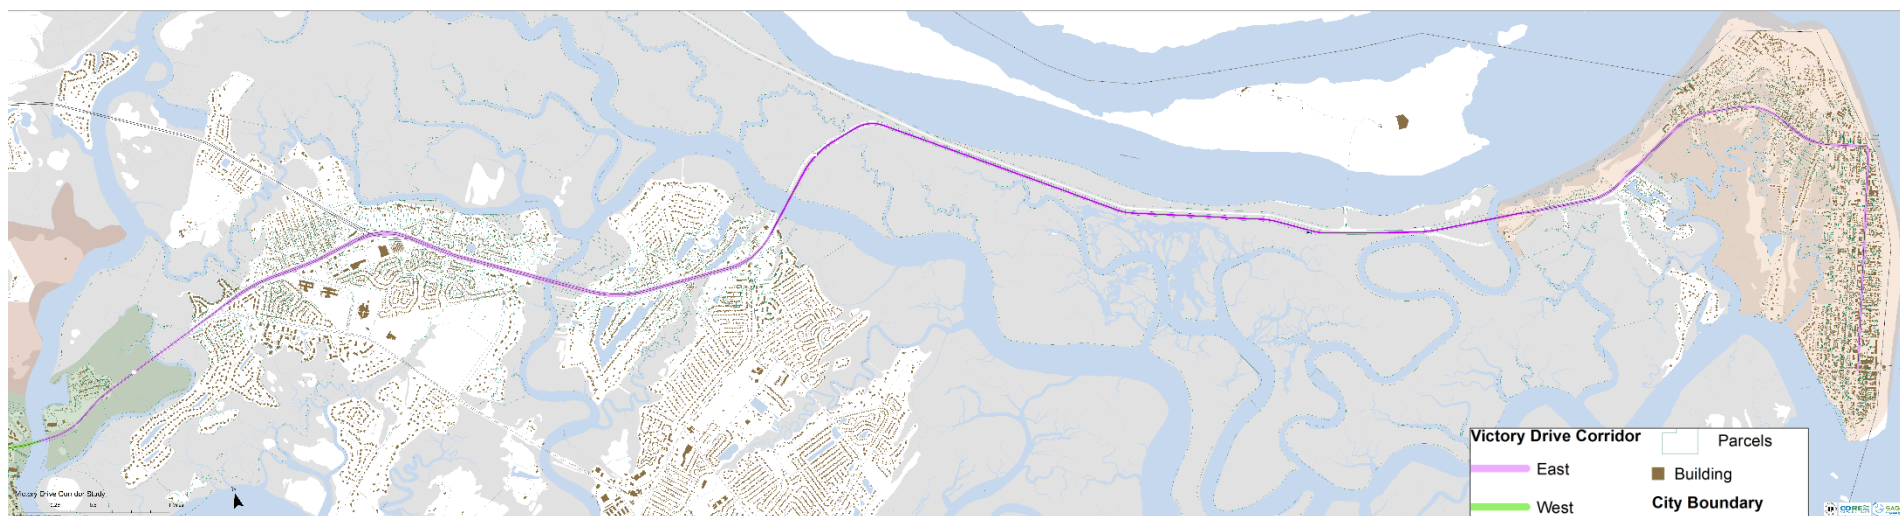 Victory Drive Corridor
Parcels
East
Building
West
City Boundary
Victory Drive Corridor Study